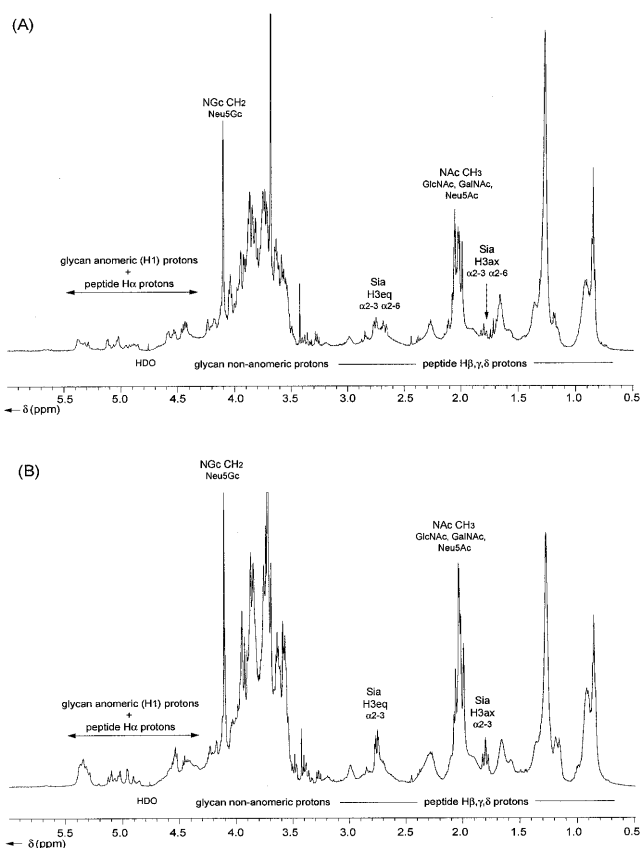 (A)
NGc CH2
Neu5Gc
NAc CH3
GlcNAc, GalNAc,
Neu5Ac
glycan anomeric (H1) protons
+
peptide Hα protons
Sia
H3eq
α2-3 α2-6
Sia
H3ax
α2-3 α2-6
HDO glycan non-anomeric protons peptide Hβ,γ,δ protons
5.5 5.0 4.5 4.0 3.5 3.0 2.5 2.0 1.5 1.0 0.5
δ (ppm)
(B)
NGc CH2
Neu5Gc
NAc CH3
GlcNAc, GalNAc,
Neu5Ac
glycan anomeric (H1) protons
+
peptide Hα protons
Sia
H3eq
α2-3
Sia
H3ax
α2-3
HDO glycan non-anomeric protons peptide Hβ,γ,δ protons
5.5 5.0 4.5 4.0 3.5 3.0 2.5 2.0 1.5 1.0 0.5
δ (ppm)